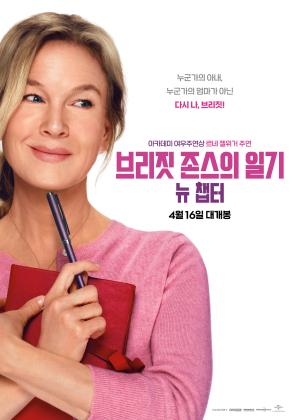 누군가의 아내,
누군가의 엄마가 아닌
다시 나, 브리짓!
아카데미 여우주연상 르네 젤위거 주연
브리짓 존스의 일기
뉴 챕터
4월 16일 대개봉